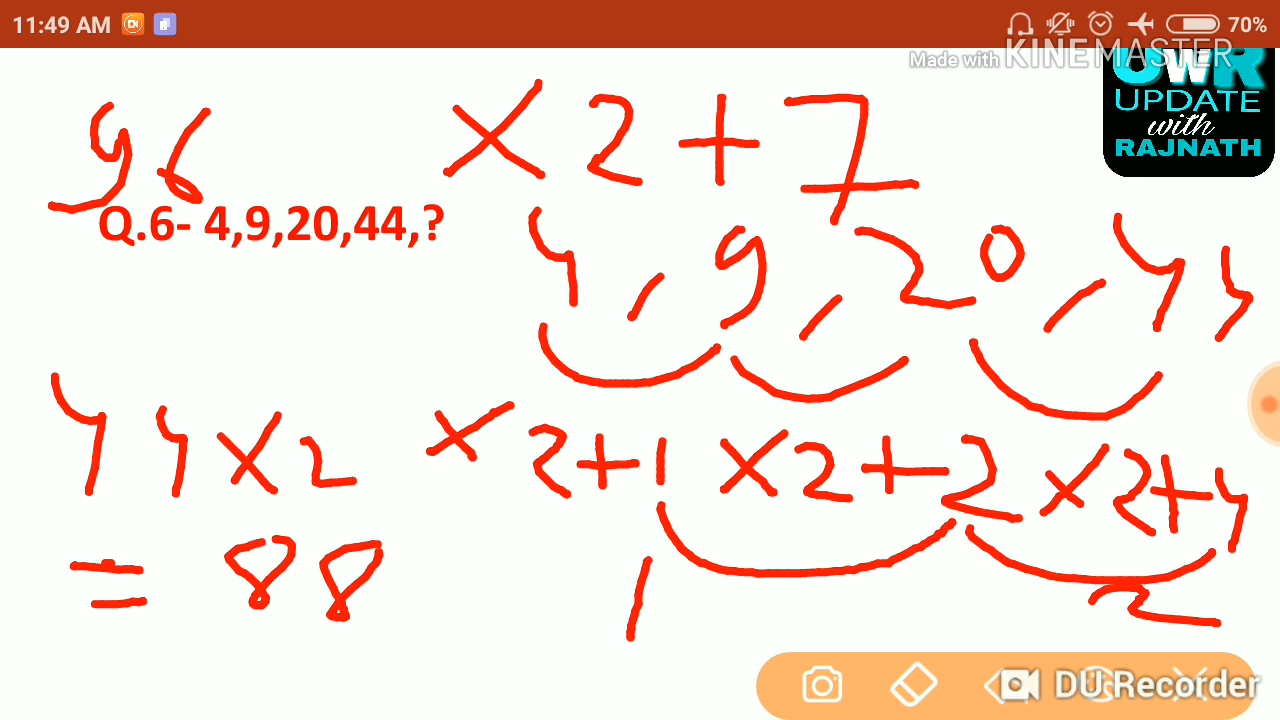 11:49 AM 70%
Made with KINEMASTER
UWR
UPDATE
with
RAJNATH
96 ×2+7
Q.6- 4,9,20,44,?
4,9,20,44
44×2 ×2+1 ×2+2 ×2+4
= 88 1 2
DU Recorder